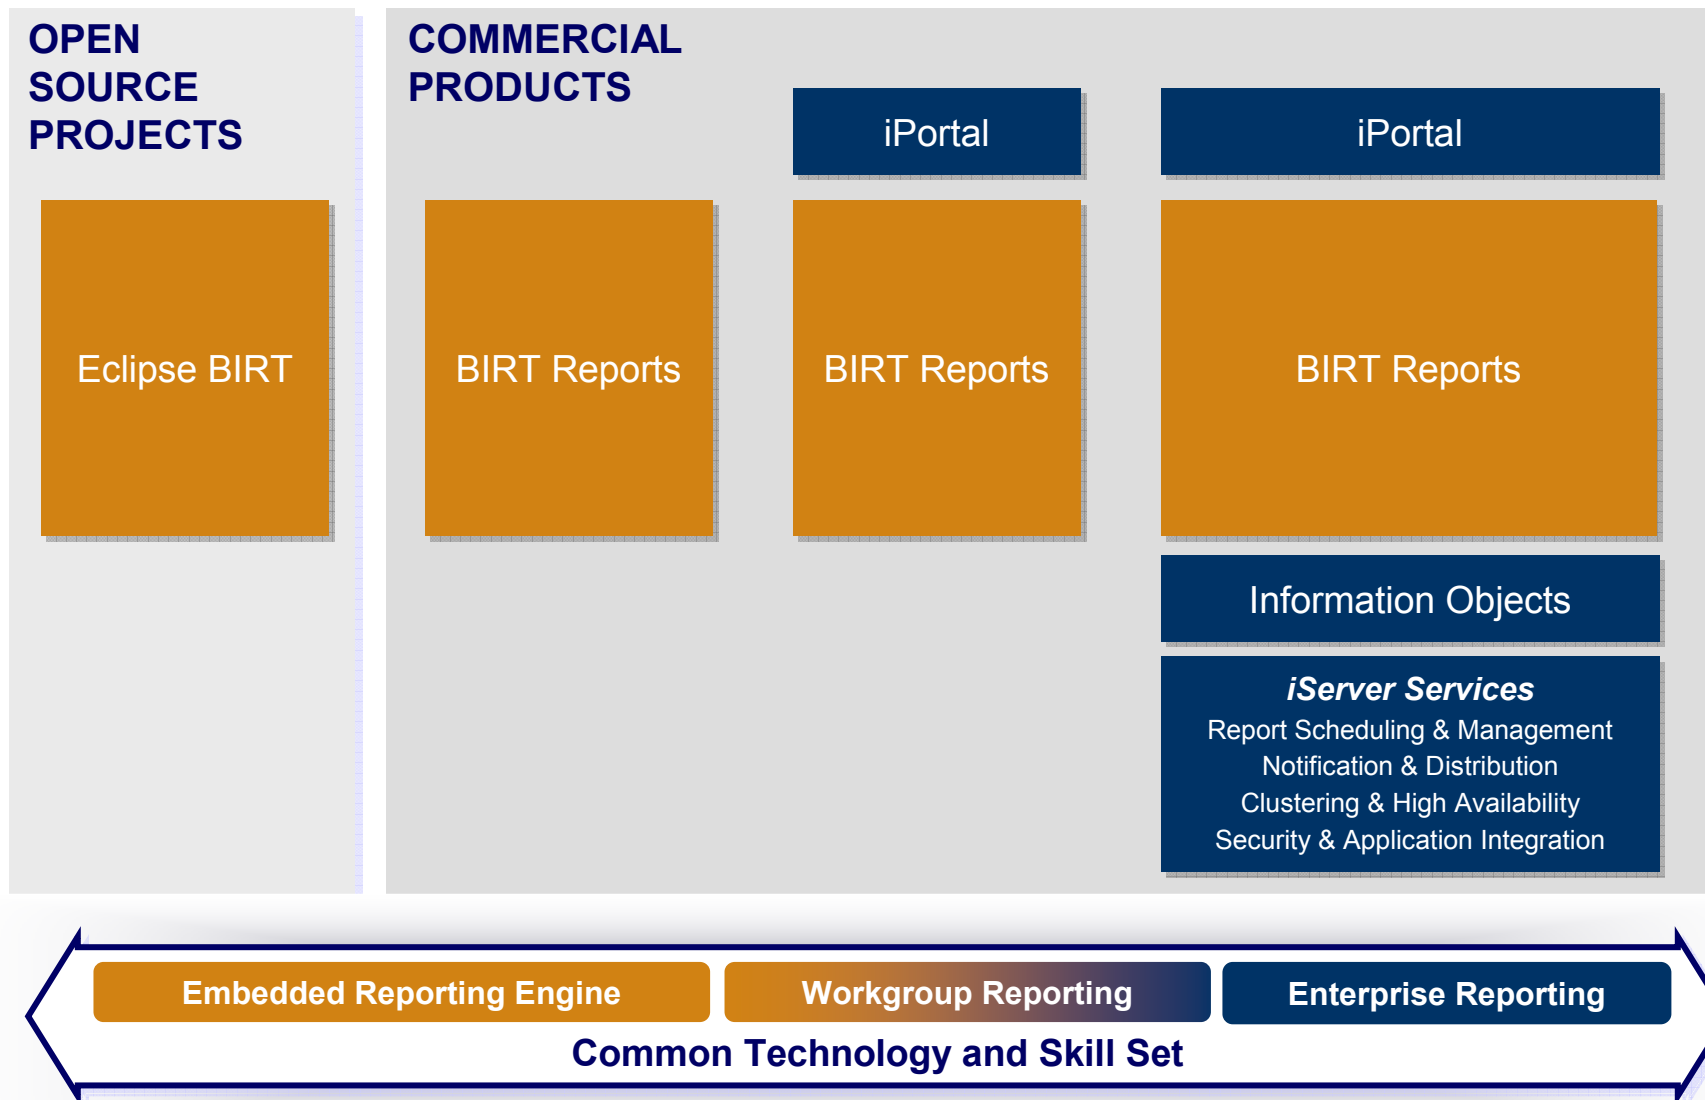 OPEN
SOURCE
PROJECTS
COMMERCIAL
PRODUCTS
iPortal
iPortal
Eclipse BIRT
BIRT Reports
BIRT Reports
BIRT Reports
Information Objects
iServer Services
Report Scheduling & Management
Notification & Distribution
Clustering & High Availability
Security & Application Integration
Embedded Reporting Engine
Workgroup Reporting
Enterprise Reporting
Common Technology and Skill Set